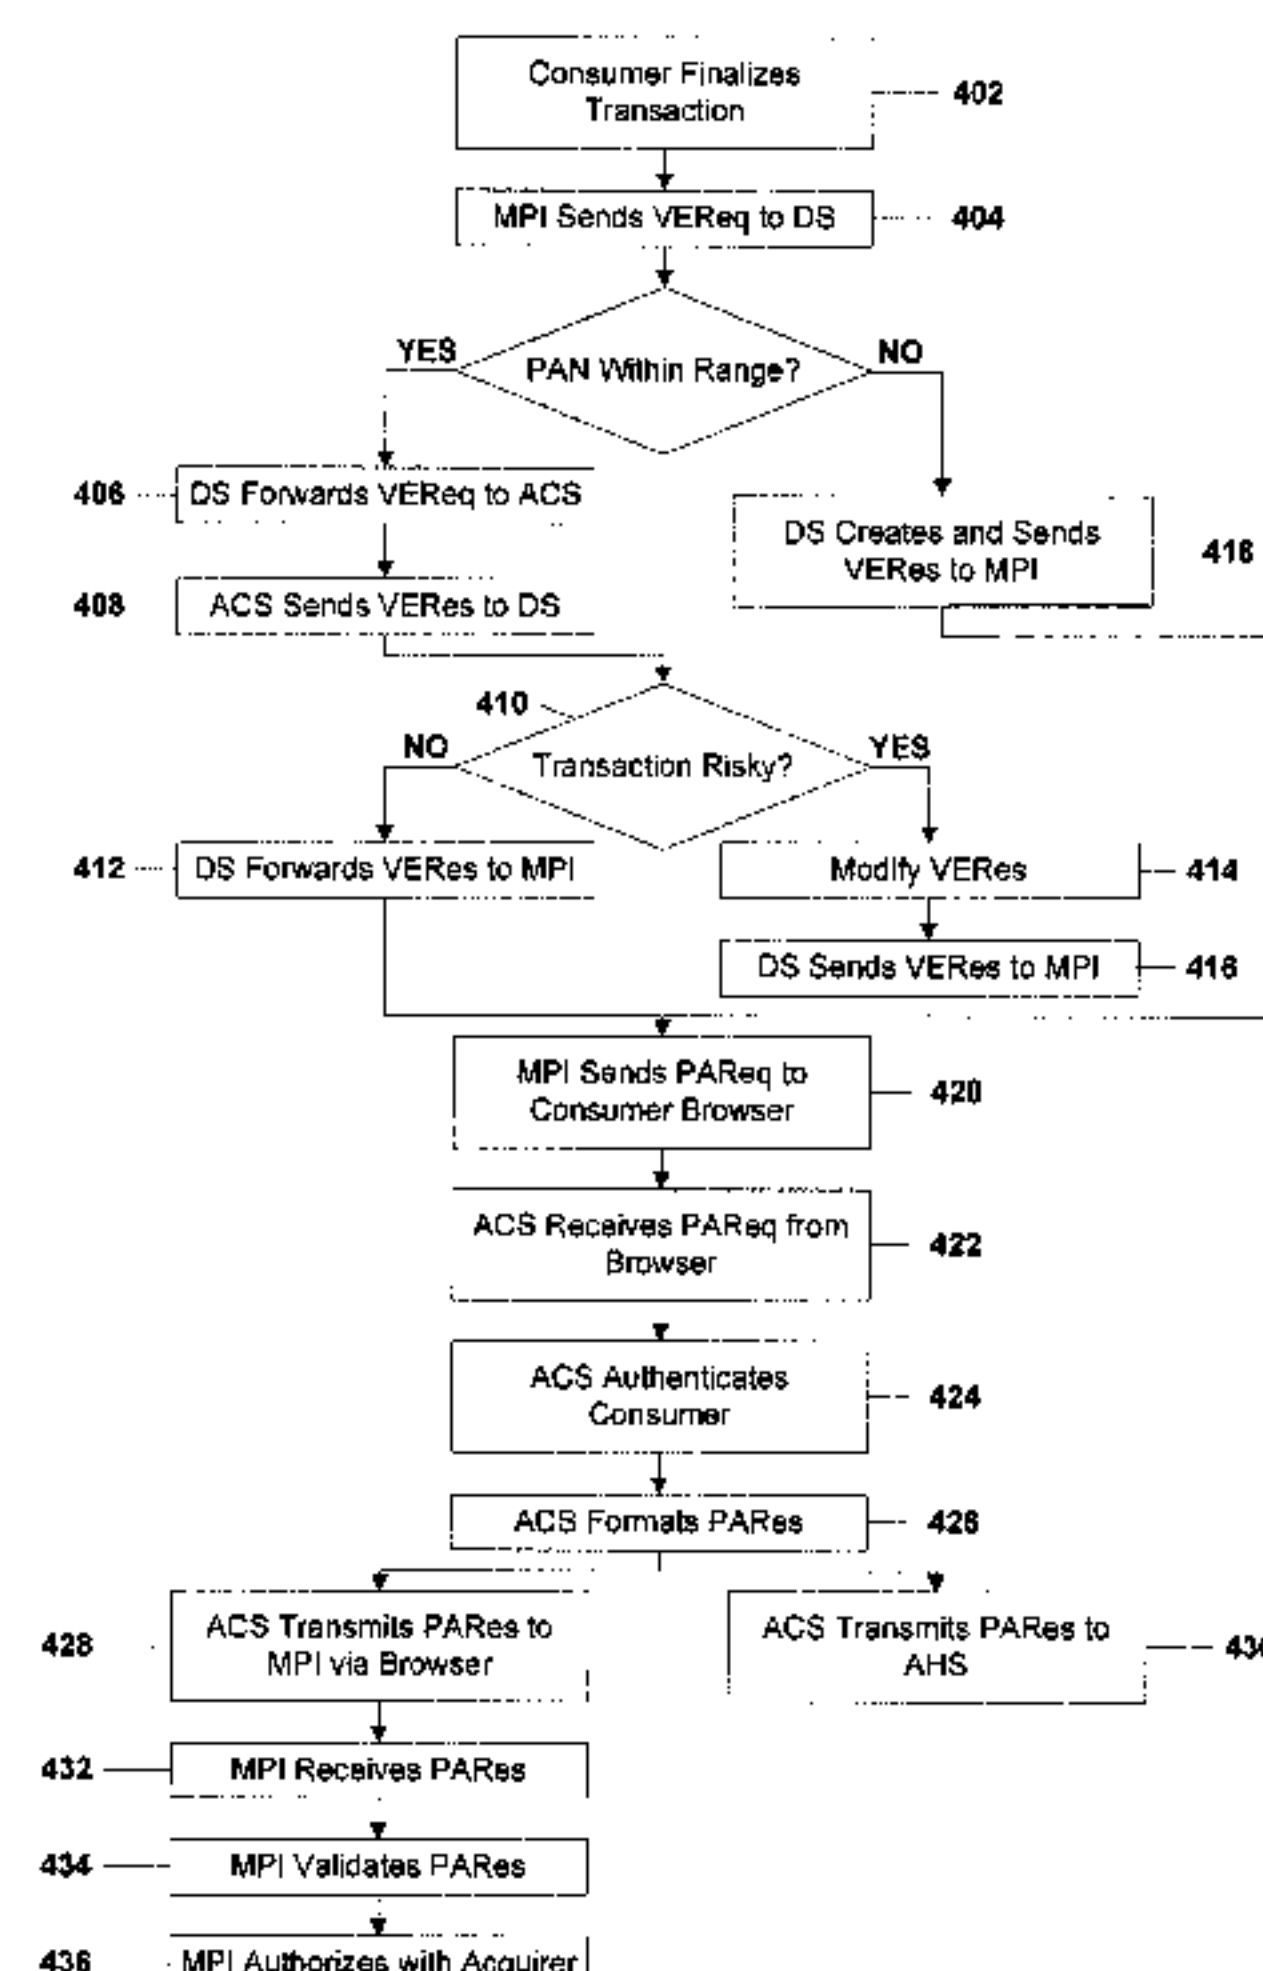 Consumer Finalizes
Transaction
402
MPI Sends VEReq to DS
404
YES
PAN Within Range?
NO
406
DS Forwards VEReq to ACS
DS Creates and Sends
VERes to MPI
418
408
ACS Sends VERes to DS
410
NO
Transaction Risky?
YES
412
DS Forwards VERes to MPI
Modify VERes
414
DS Sends VERes to MPI
416
MPI Sends PAReq to
Consumer Browser
420
ACS Receives PAReq from
Browser
422
ACS Authenticates
Consumer
424
ACS Formats PARes
426
428
ACS Transmits PARes to
MPI via Browser
ACS Transmits PARes to
AHS
432
MPI Receives PARes
434
MPI Validates PARes
436
MPI Authorizes with Acquirer